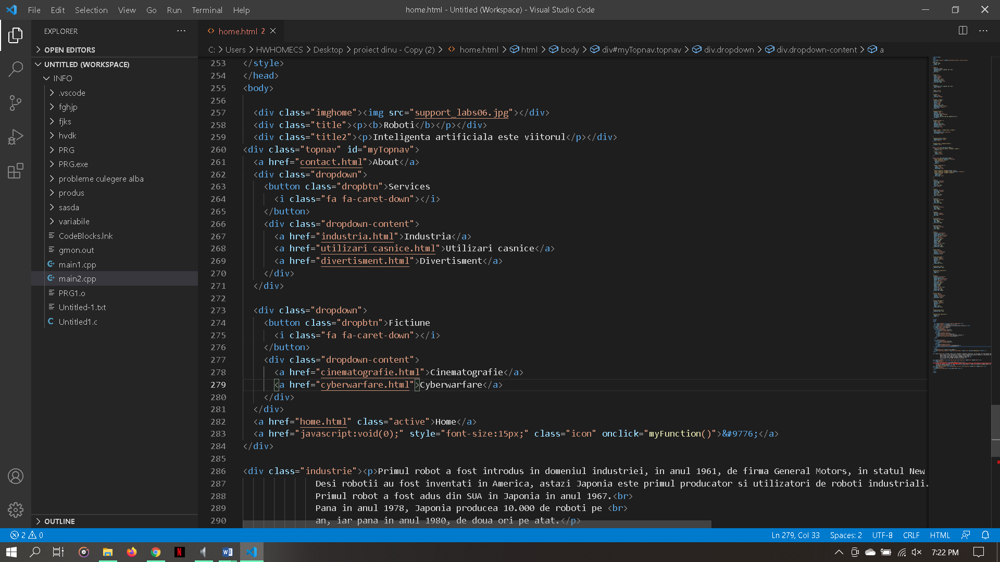 File Edit Selection View Go Run Terminal Help
home.html - Untitled (Workspace) - Visual Studio Code
EXPLORER
OPEN EDITORS
UNTITLED (WORKSPACE)
INFO
.vscode
fghjp
fjks
hvdk
PRG
PRG.exe
probleme culegere alba
produs
sasda
variabile
CodeBlocks.lnk
gmon.out
main1.cpp
main2.cpp
PRG1.o
Untitled-1.txt
Untitled1.c
OUTLINE
home.html 2
C: > Users > HWHOMECS > Desktop > proiect dinu - Copy (2) > home.html > html > body > div#myTopnav.topnav > div.dropdown > div.dropdown-content > a
253 </style>
254 </head>
255 <body>
256
257 <div class="imghome"><img src="support_labs06.jpg"></div>
258 <div class="title"><p><b>Roboti</b></p></div>
259 <div class="title2"><p>Inteligenta artificiala este viitorul</p></div>
260 <div class="topnav" id="myTopnav">
261 <a href="contact.html">About</a>
262 <div class="dropdown">
263 <button class="dropbtn">Services
264 <i class="fa fa-caret-down"></i>
265 </button>
266 <div class="dropdown-content">
267 <a href="industria.html">Industria</a>
268 <a href="utilizari casnice.html">Utilizari casnice</a>
269 <a href="divertisment.html">Divertisment</a>
270 </div>
271 </div>
272
273 <div class="dropdown">
274 <button class="dropbtn">Fictiune
275 <i class="fa fa-caret-down"></i>
276 </button>
277 <div class="dropdown-content">
278 <a href="cinematografie.html">Cinematografie</a>
279 <a href="cyberwarfare.html">Cyberwarfare</a>
280 </div>
281 </div>
282 <a href="home.html" class="active">Home</a>
283 <a href="javascript:void(0);" style="font-size:15px;" class="icon" onclick="myFunction()">&#9776;</a>
284 </div>
285
286 <div class="industrie"><p>Primul robot a fost introdus in domeniul industriei, in anul 1961, de firma General Motors, in statul New
287 Desi robotii au fost inventati in America, astazi Japonia este primul producator si utilizatori de roboti industriali.
288 Primul robot a fost adus din SUA in Japonia in anul 1967.<br>
289 Pana in anul 1978, Japonia producea 10.000 de roboti pe <br>
290 an, iar pana in anul 1980, de doua ori pe atat.</p>
2 0
Ln 279, Col 33 Spaces: 2 UTF-8 CRLF HTML
7:22 PM